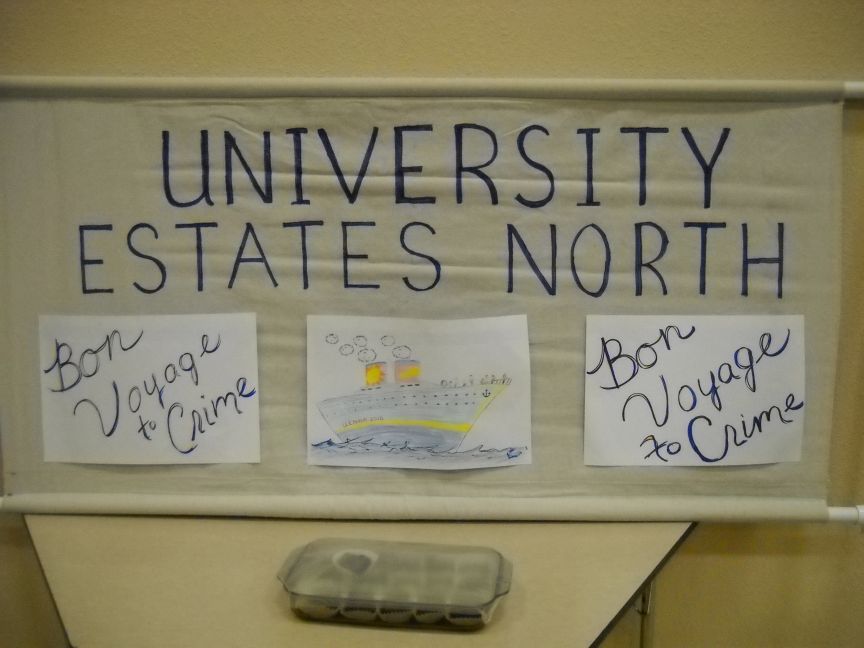 UNIVERSITY
ESTATES NORTH
Bon
Voyage
to Crime
Bon
Voyage
to Crime